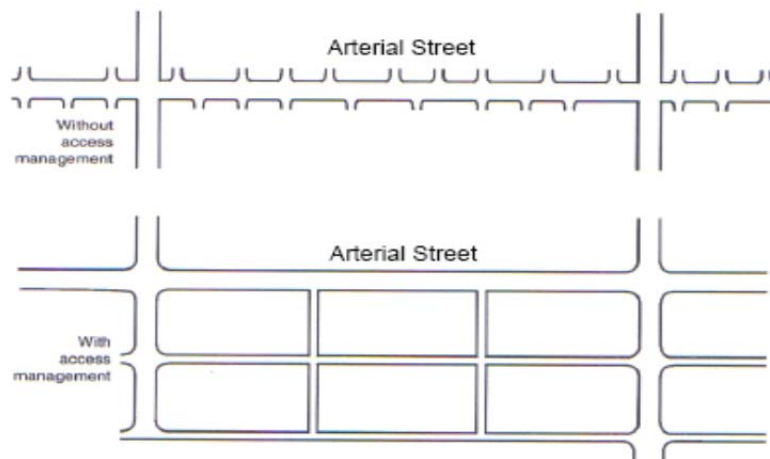 Arterial Street
Without
access
management
Arterial Street
With
access
management